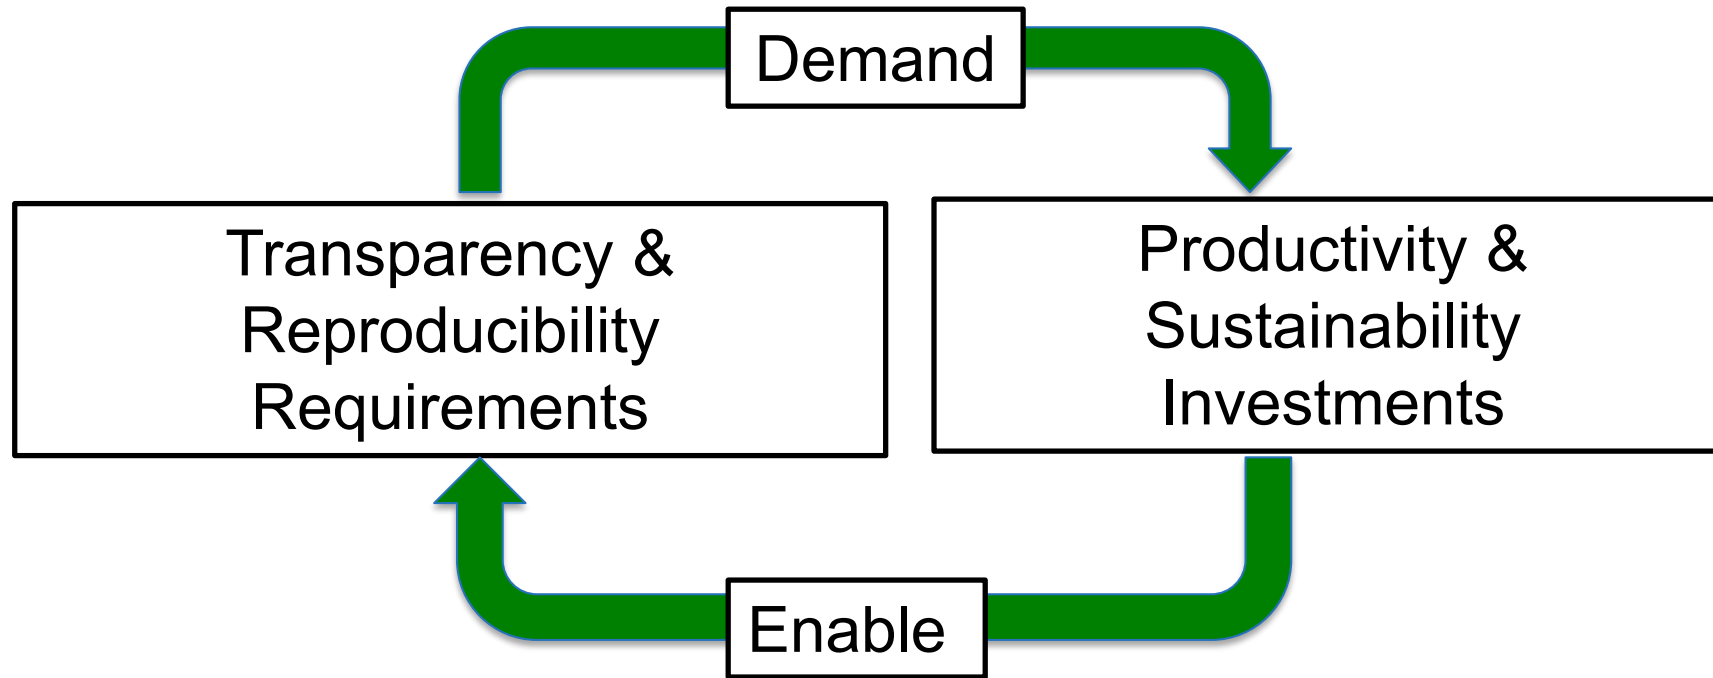 Demand
Transparency &
Reproducibility
Requirements
Productivity &
Sustainability
Investments
Enable